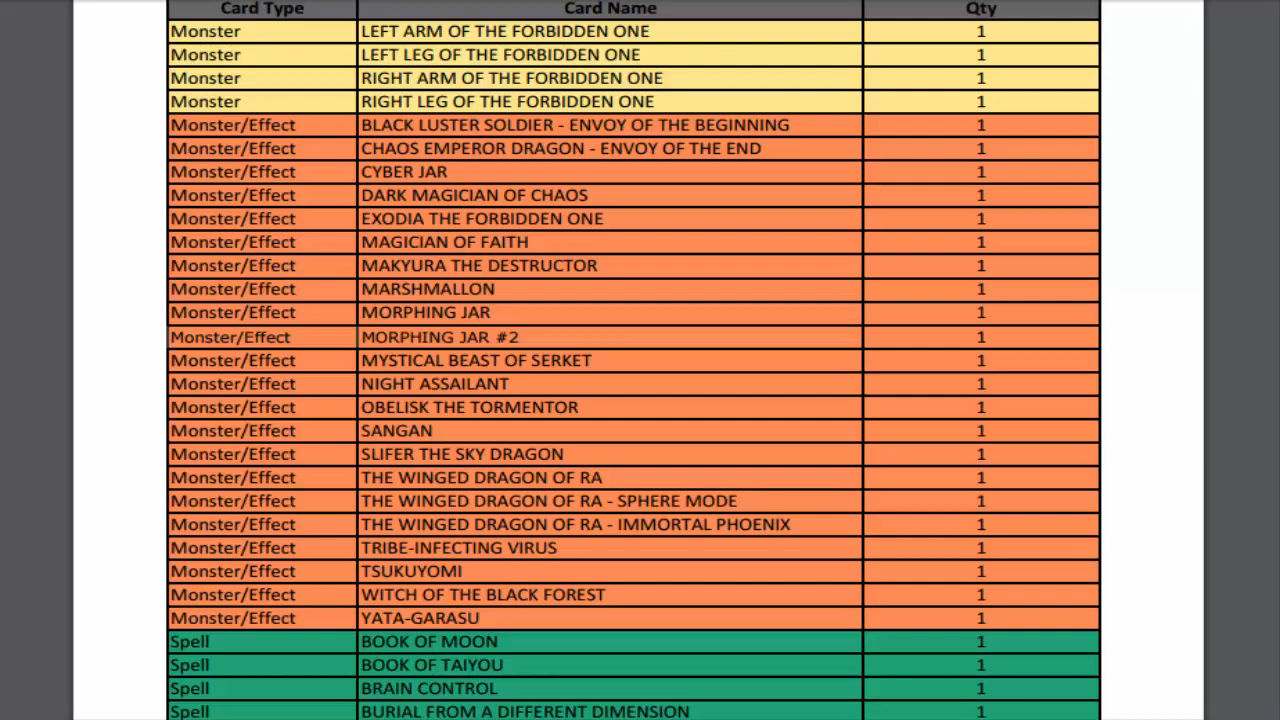 Card Type Card Name Qty
Monster LEFT ARM OF THE FORBIDDEN ONE 1
Monster LEFT LEG OF THE FORBIDDEN ONE 1
Monster RIGHT ARM OF THE FORBIDDEN ONE 1
Monster RIGHT LEG OF THE FORBIDDEN ONE 1
Monster/Effect BLACK LUSTER SOLDIER - ENVOY OF THE BEGINNING 1
Monster/Effect CHAOS EMPEROR DRAGON - ENVOY OF THE END 1
Monster/Effect CYBER JAR 1
Monster/Effect DARK MAGICIAN OF CHAOS 1
Monster/Effect EXODIA THE FORBIDDEN ONE 1
Monster/Effect MAGICIAN OF FAITH 1
Monster/Effect MAKYURA THE DESTRUCTOR 1
Monster/Effect MARSHMALLON 1
Monster/Effect MORPHING JAR 1
Monster/Effect MORPHING JAR #2 1
Monster/Effect MYSTICAL BEAST OF SERKET 1
Monster/Effect NIGHT ASSAILANT 1
Monster/Effect OBELISK THE TORMENTOR 1
Monster/Effect SANGAN 1
Monster/Effect SLIFER THE SKY DRAGON 1
Monster/Effect THE WINGED DRAGON OF RA 1
Monster/Effect THE WINGED DRAGON OF RA - SPHERE MODE 1
Monster/Effect THE WINGED DRAGON OF RA - IMMORTAL PHOENIX 1
Monster/Effect TRIBE-INFECTING VIRUS 1
Monster/Effect TSUKUYOMI 1
Monster/Effect WITCH OF THE BLACK FOREST 1
Monster/Effect YATA-GARASU 1
Spell BOOK OF MOON 1
Spell BOOK OF TAIYOU 1
Spell BRAIN CONTROL 1
Spell BURIAL FROM A DIFFERENT DIMENSION 1